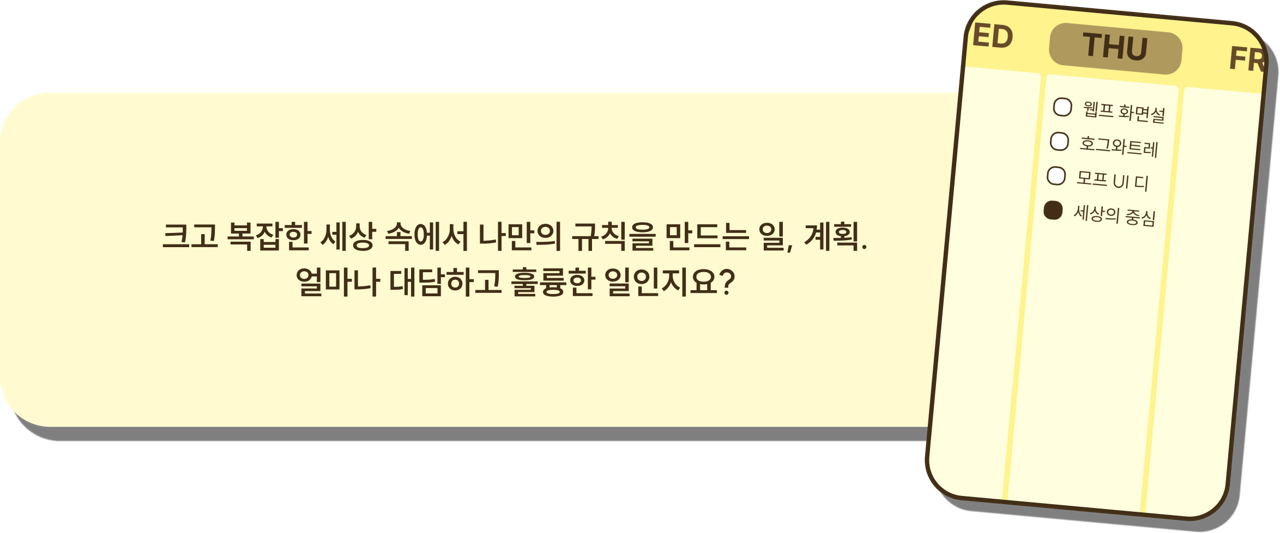 크고 복잡한 세상 속에서 나만의 규칙을 만드는 일, 계획.
얼마나 대담하고 훌륭한 일인지요?
ED THU FR
웹프 화면설
호그와트레
모프 UI 디
세상의 중심